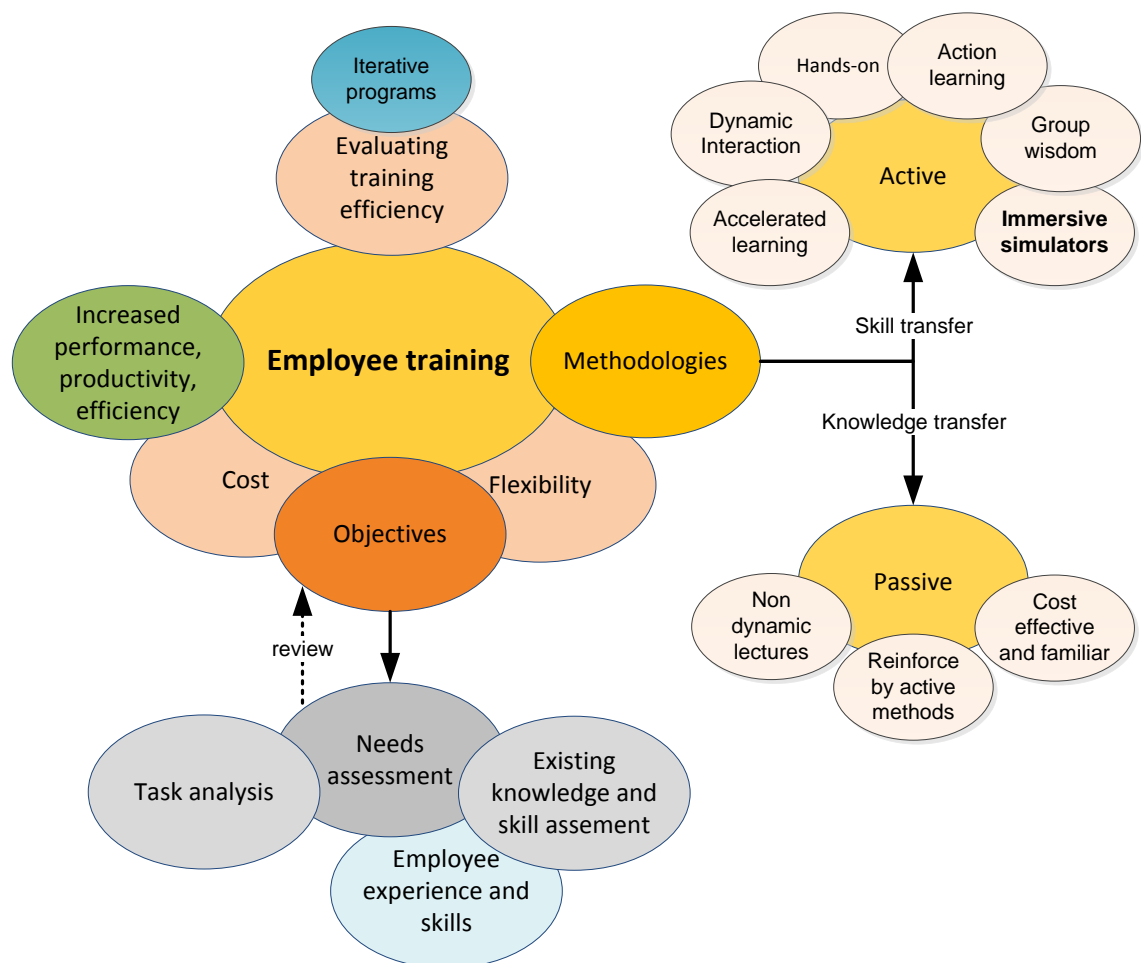 Iterative
programs
Evaluating
training
efficiency
Increased
performance,
productivity,
efficiency
Employee training
Methodologies
Cost
Flexibility
Objectives
review
Needs
assessment
Task analysis
Existing
knowledge and
skill assement
Employee
experience and
skills
Hands-on
Action
learning
Dynamic
Interaction
Group
wisdom
Active
Accelerated
learning
Immersive
simulators
Skill transfer
Knowledge transfer
Passive
Non
dynamic
lectures
Reinforce
by active
methods
Cost
effective
and familiar